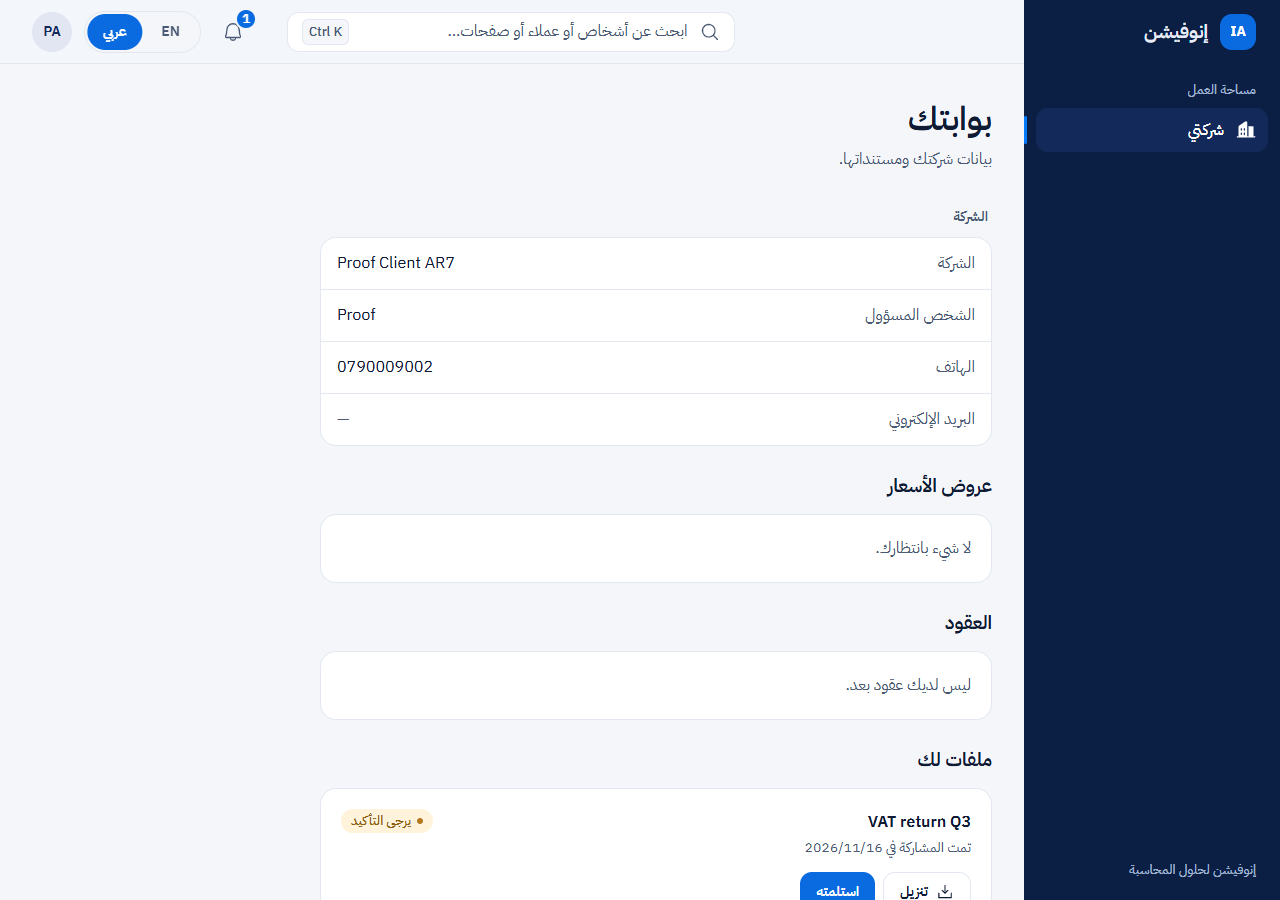 IA
إنوفيشن
مساحة العمل
شركتي
إنوفيشن لحلول المحاسبة
ابحث عن أشخاص أو عملاء أو صفحات...
Ctrl K
1
EN
عربي
PA
بوابتك
بيانات شركتك ومستنداتها.
الشركة
الشركة
Proof Client AR7
الشخص المسؤول
Proof
الهاتف
0790009002
البريد الإلكتروني
—
عروض الأسعار
لا شيء بانتظارك.
العقود
ليس لديك عقود بعد.
ملفات لك
VAT return Q3
يرجى التأكيد
تمت المشاركة في 2026/11/16
تنزيل
استلمته